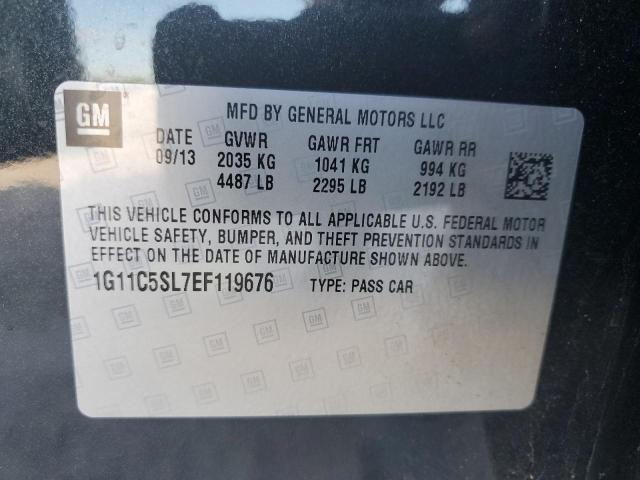 GM
MFD BY GENERAL MOTORS LLC
DATE GVWR GAWR FRT GAWR RR
09/13 2035 KG 1041 KG 994 KG
4487 LB 2295 LB 2192 LB
THIS VEHICLE CONFORMS TO ALL APPLICABLE U.S. FEDERAL MOTOR
VEHICLE SAFETY, BUMPER, AND THEFT PREVENTION STANDARDS IN
EFFECT ON THE DATE OF MANUFACTURE SHOWN ABOVE.
1G11C5SL7EF119676 TYPE: PASS CAR